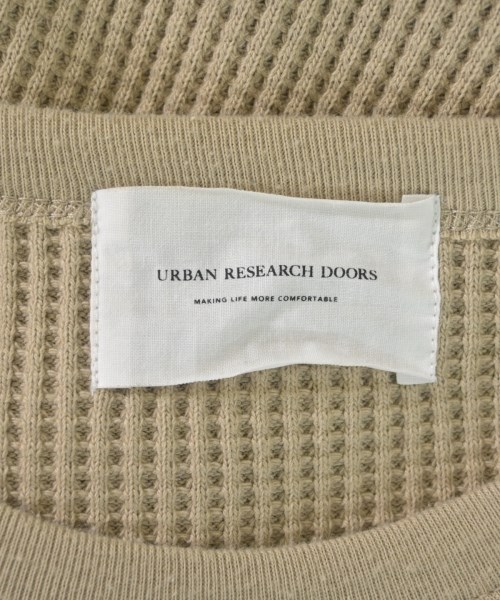 URBAN RESEARCH DOORS
MAKING LIFE MORE COMFORTABLE